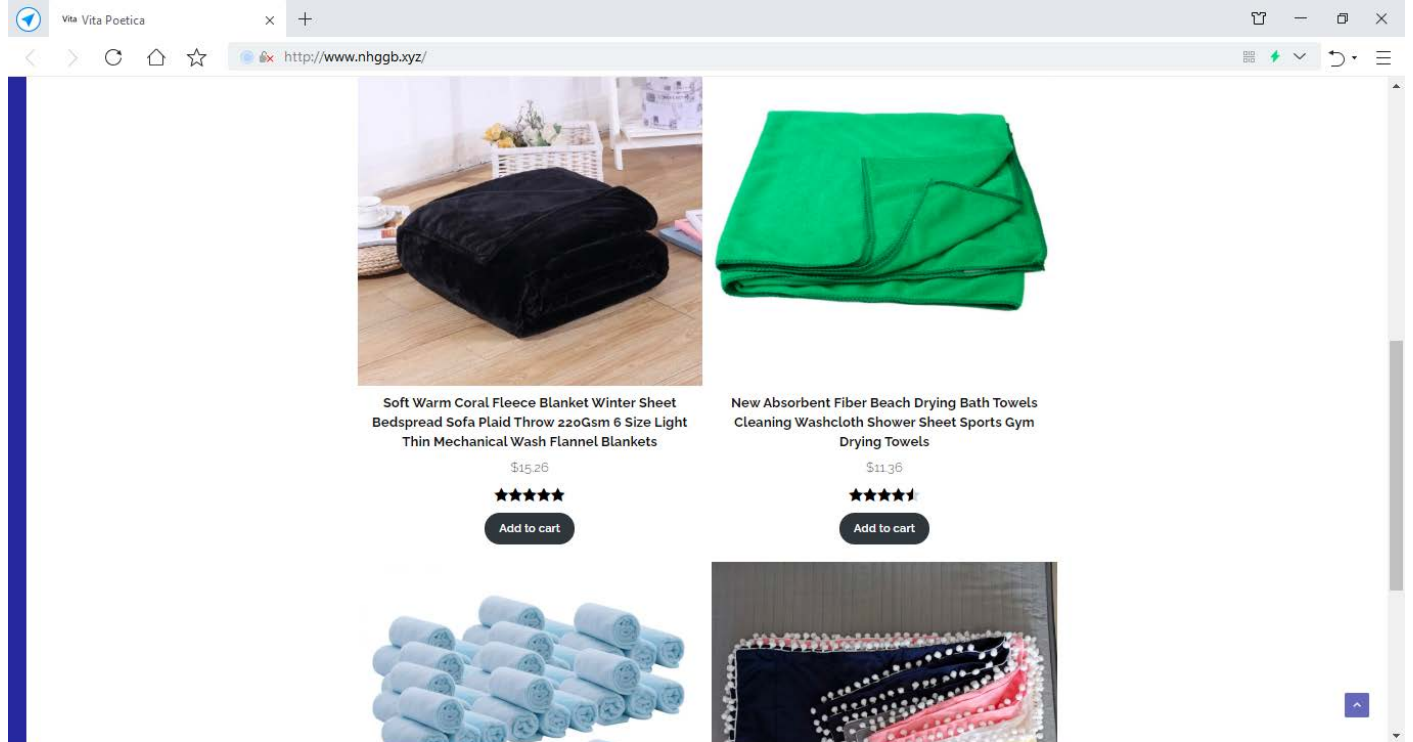 Vita Vita Poetica
http://www.nhggb.xyz/
Soft Warm Coral Fleece Blanket Winter Sheet
Bedspread Sofa Plaid Throw 220Gsm 6 Size Light
Thin Mechanical Wash Flannel Blankets
$15.26
Add to cart
New Absorbent Fiber Beach Drying Bath Towels
Cleaning Washcloth Shower Sheet Sports Gym
Drying Towels
$11.36
Add to cart